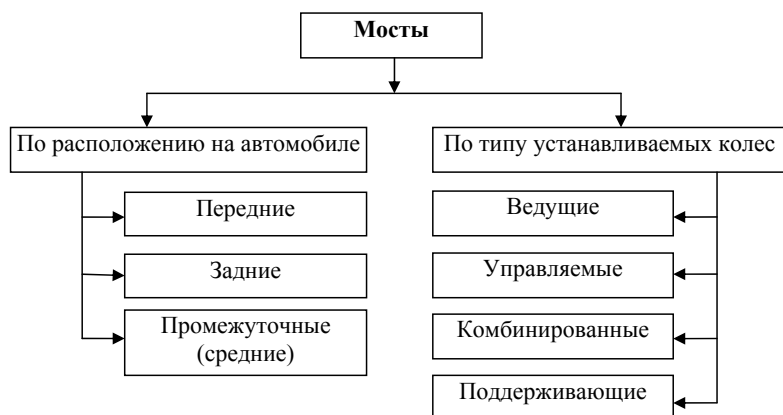 Мосты
По расположению на автомобиле
Передние
Задние
Промежуточные
(средние)
По типу устанавливаемых колес
Ведущие
Управляемые
Комбинированные
Поддерживающие